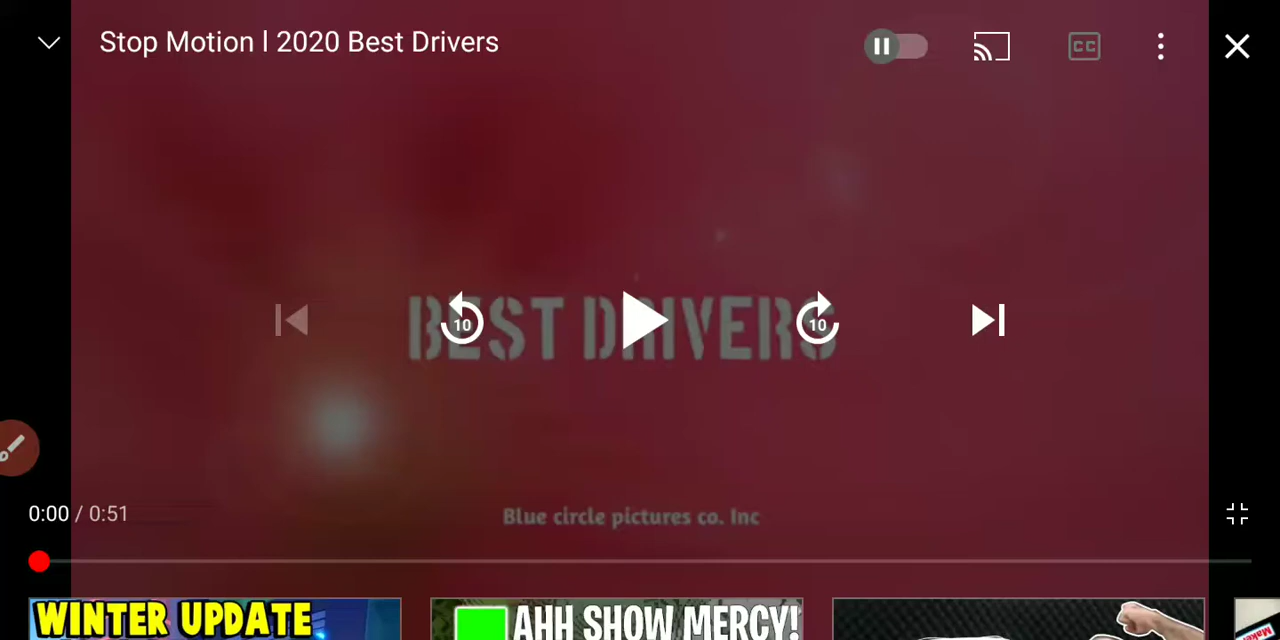 Stop Motion l 2020 Best Drivers
CC
BEST DRIVERS
10
10
0:00 / 0:51
Blue circle pictures co. Inc
WINTER UPDATE
AHH SHOW MERCY!